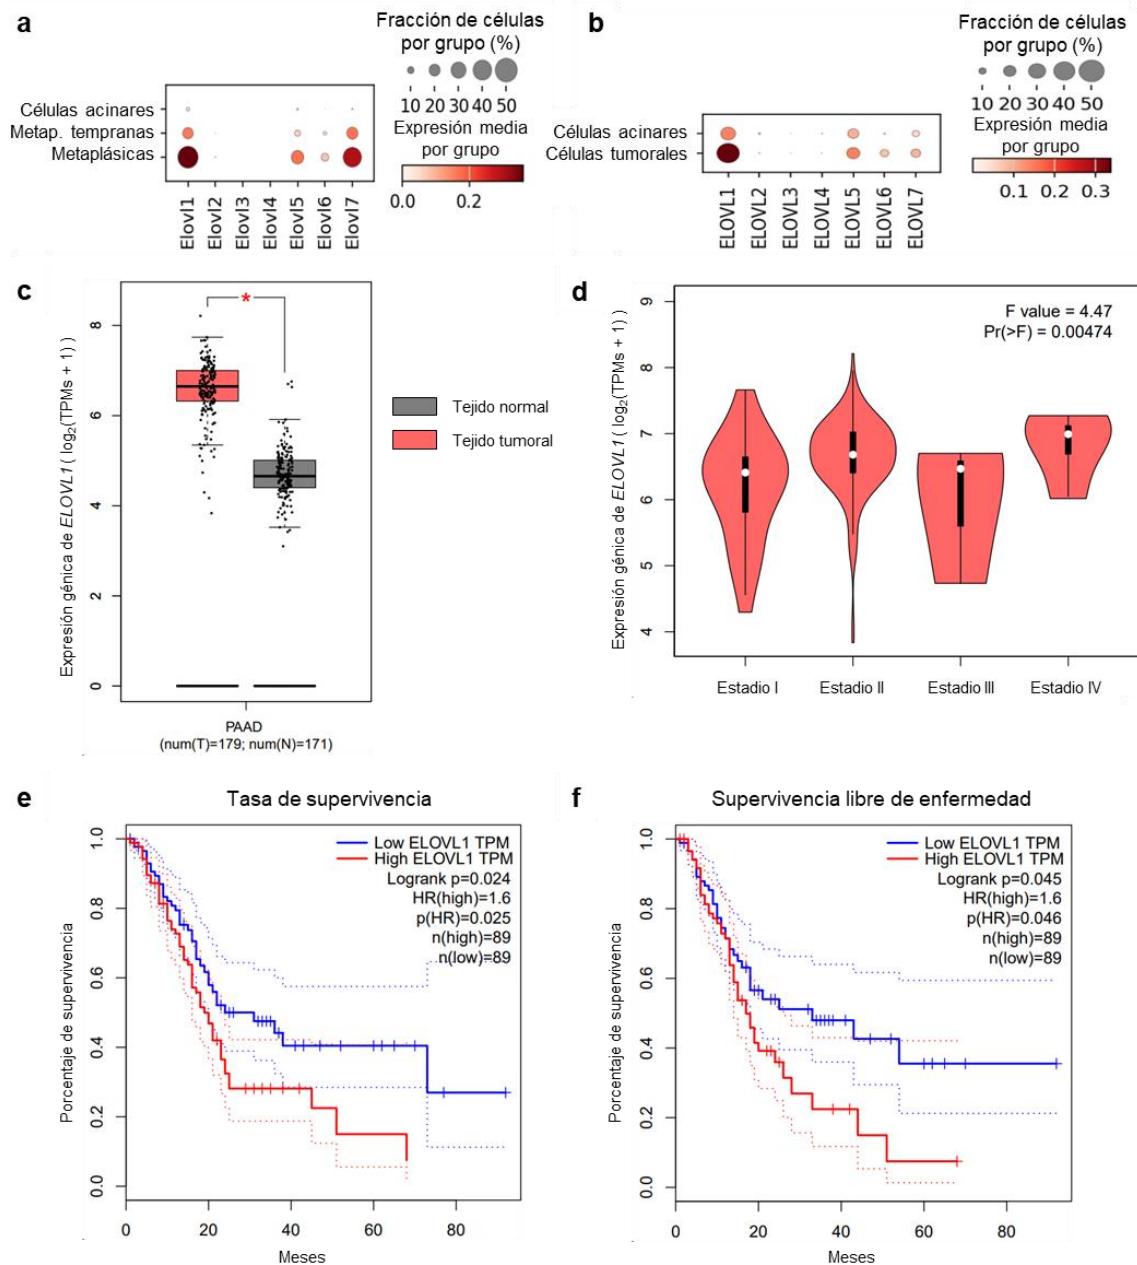 a
Fracción de células
por grupo (%)
10 20 30 40 50
Expresión media
por grupo
0.0 0.2
Células acinares
Metap. tempranas
Metaplásicas
Elovl1
Elovl2
Elovl3
Elovl4
Elovl5
Elovl6
Elovl7
b
Fracción de células
por grupo (%)
10 20 30 40 50
Expresión media
por grupo
0.1 0.2 0.3
Células acinares
Células tumorales
ELOVL1
ELOVL2
ELOVL3
ELOVL4
ELOVL5
ELOVL6
ELOVL7
c
Expresión génica de ELOVL1 ( log2(TPMs + 1) )
8
6
4
2
0
*
PAAD
(num(T)=179; num(N)=171)
Tejido normal
Tejido tumoral
d
Expresión génica de ELOVL1 ( log2(TPMs + 1) )
9
8
7
6
5
4
F value = 4.47
Pr(>F) = 0.00474
Estadio I
Estadio II
Estadio III
Estadio IV
e
Tasa de supervivencia
Porcentaje de supervivencia
1.0
0.8
0.6
0.4
0.2
0.0
Low ELOVL1 TPM
High ELOVL1 TPM
Logrank p=0.024
HR(high)=1.6
p(HR)=0.025
n(high)=89
n(low)=89
0 20 40 60 80
Meses
f
Supervivencia libre de enfermedad
Porcentaje de supervivencia
1.0
0.8
0.6
0.4
0.2
0.0
Low ELOVL1 TPM
High ELOVL1 TPM
Logrank p=0.045
HR(high)=1.6
p(HR)=0.046
n(high)=89
n(low)=89
0 20 40 60 80
Meses